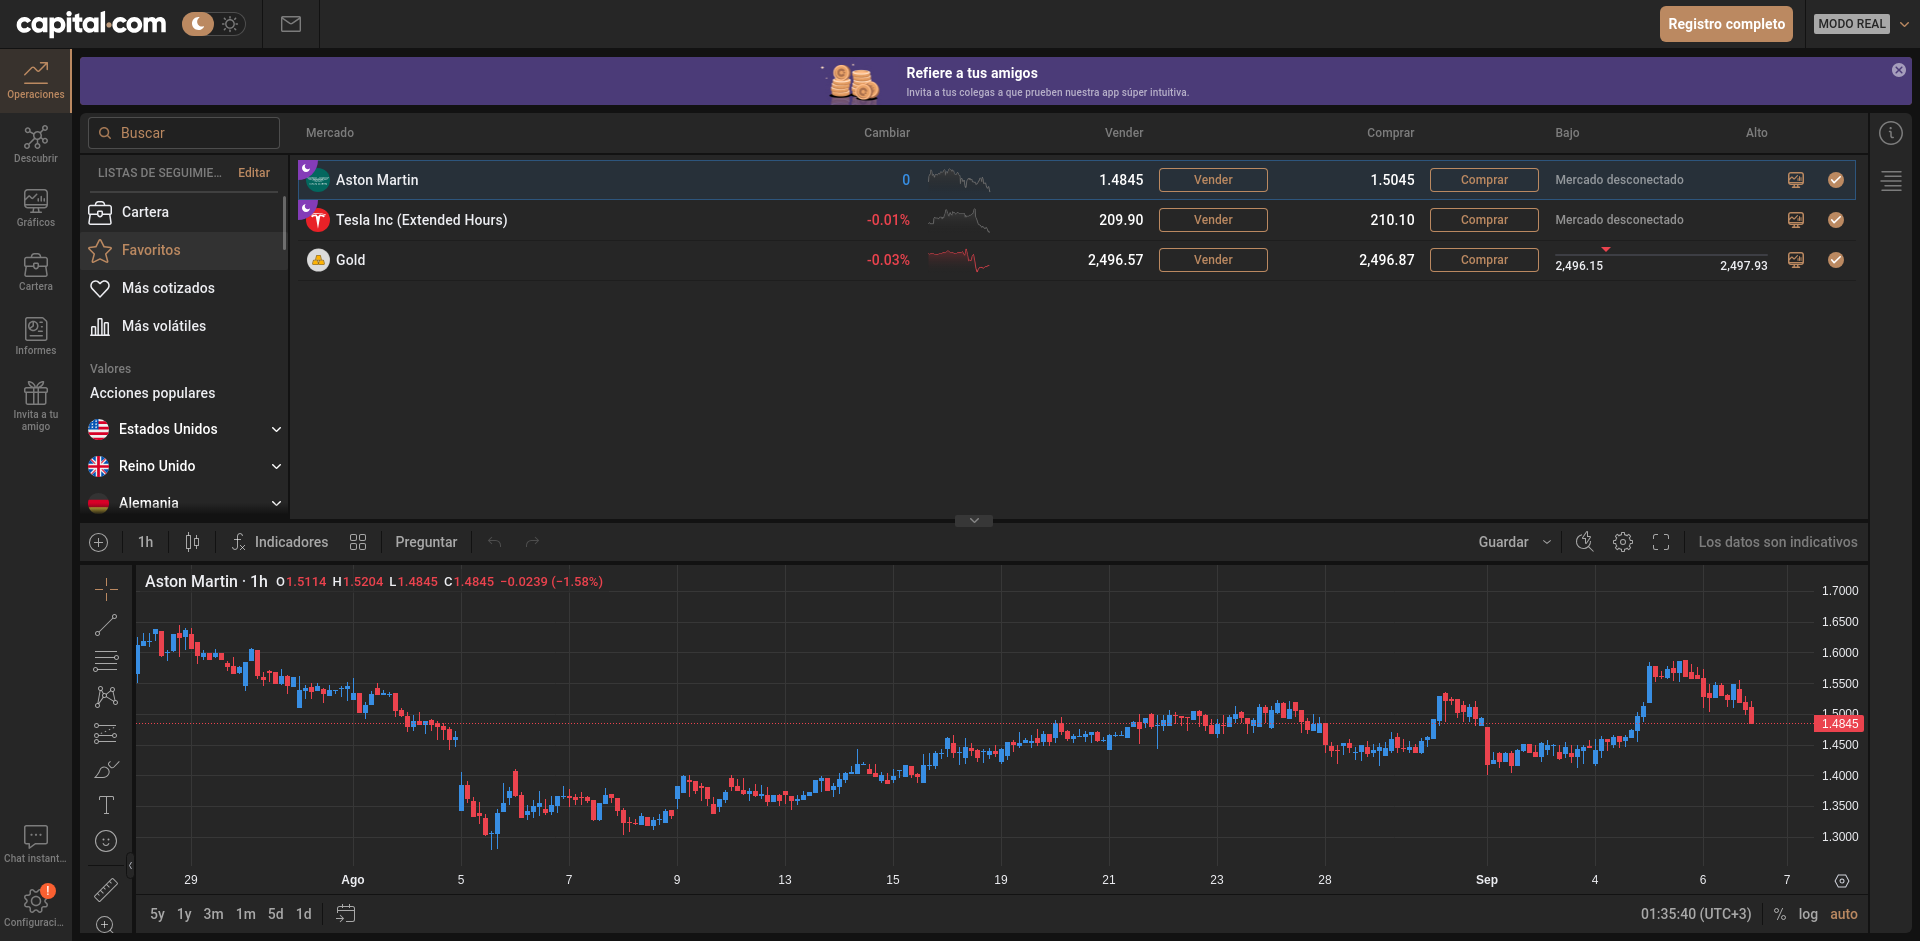 capital.com
Registro completo
MODO REAL
Operaciones
Descubrir
Gráficos
Cartera
Informes
Invita a tu
amigo
Chat instant...
Configuraci...
!
Refiere a tus amigos
Invita a tus colegas a que prueben nuestra app súper intuitiva.
Buscar
LISTAS DE SEGUIMIE... Editar
Cartera
Favoritos
Más cotizados
Más volátiles
Valores
Acciones populares
Estados Unidos
Reino Unido
Alemania
Mercado Cambiar Vender Comprar Bajo Alto
Aston Martin 0 1.4845 Vender 1.5045 Comprar Mercado desconectado
Tesla Inc (Extended Hours) -0.01% 209.90 Vender 210.10 Comprar Mercado desconectado
Gold -0.03% 2,496.57 Vender 2,496.87 Comprar 2,496.15 2,497.93
1h Indicadores Preguntar Guardar Los datos son indicativos
Aston Martin · 1h O1.5114 H1.5204 L1.4845 C1.4845 −0.0239 (−1.58%)
1.7000
1.6500
1.6000
1.5500
1.5000
1.4845
1.4500
1.4000
1.3500
1.3000
29 Ago 5 7 9 13 15 19 21 23 28 Sep 4 6 7
5y 1y 3m 1m 5d 1d 01:35:40 (UTC+3) % log auto